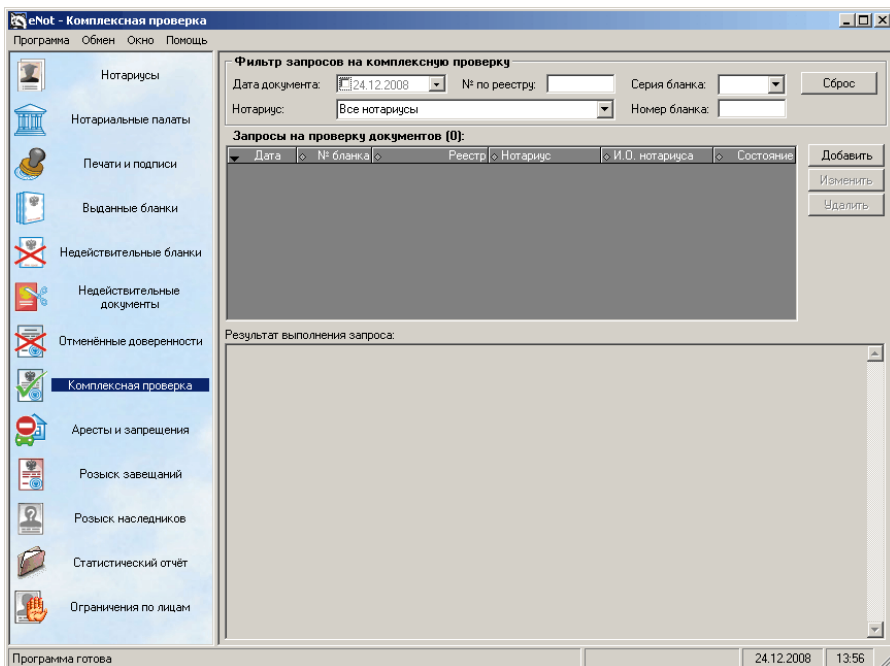 eNot - Комплексная проверка
Программа Обмен Окно Помощь
Нотариусы
Нотариальные палаты
Печати и подписи
Выданные бланки
Недействительные бланки
Недействительные
документы
Отменённые доверенности
Комплексная проверка
Аресты и запрещения
Розыск завещаний
Розыск наследников
Статистический отчёт
Ограничения по лицам
Фильтр запросов на комплексную проверку
Дата документа: 24.12.2008 № по реестру: Серия бланка: Сброс
Нотариус: Все нотариусы Номер бланка:
Запросы на проверку документов (0):
Дата № бланка Реестр Нотариус И.О. нотариуса Состояние
Добавить
Изменить
Удалить
Результат выполнения запроса:
Программа готова 24.12.2008 13:56